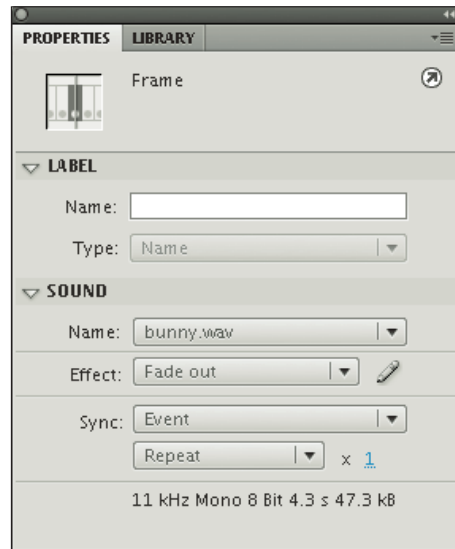 PROPERTIES LIBRARY
Frame
LABEL
Name:
Type: Name
SOUND
Name: bunny.wav
Effect: Fade out
Sync: Event
Repeat x 1
11 kHz Mono 8 Bit 4.3 s 47.3 kB